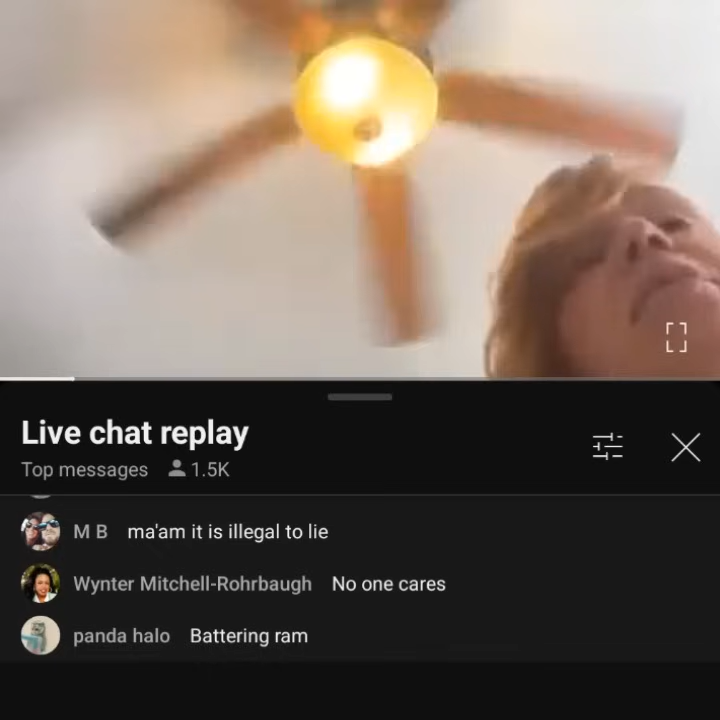 Live chat replay
Top messages 1.5K
M B ma'am it is illegal to lie
Wynter Mitchell-Rohrbaugh No one cares
panda halo Battering ram